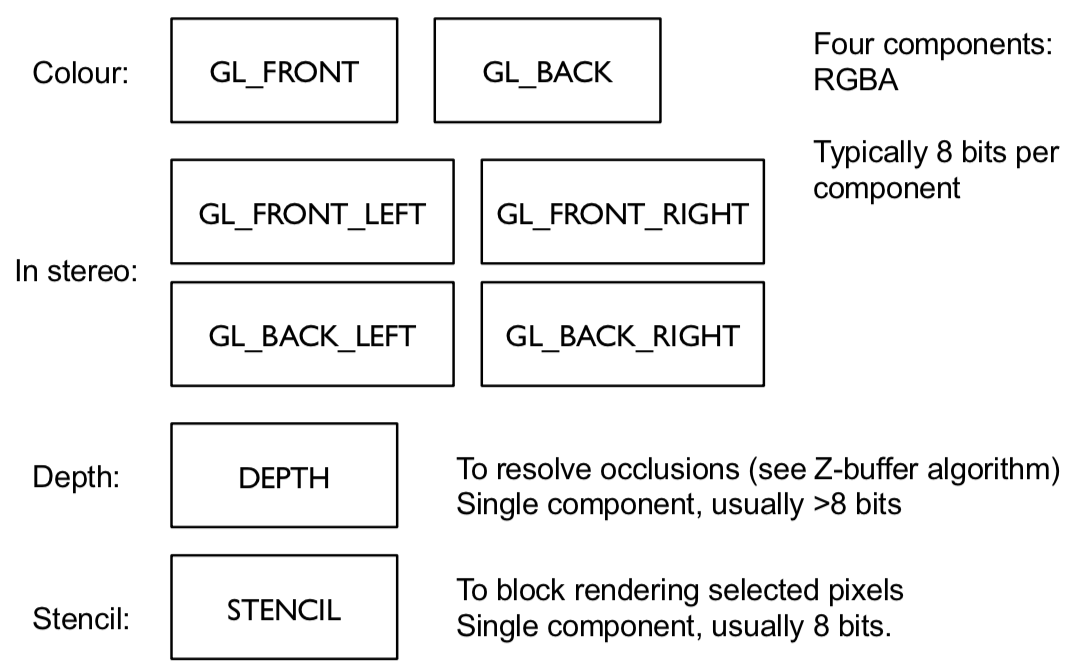 Colour:
GL_FRONT
GL_BACK
Four components:
RGBA
Typically 8 bits per
component
In stereo:
GL_FRONT_LEFT
GL_FRONT_RIGHT
GL_BACK_LEFT
GL_BACK_RIGHT
Depth:
DEPTH
To resolve occlusions (see Z-buffer algorithm)
Single component, usually >8 bits
Stencil:
STENCIL
To block rendering selected pixels
Single component, usually 8 bits.